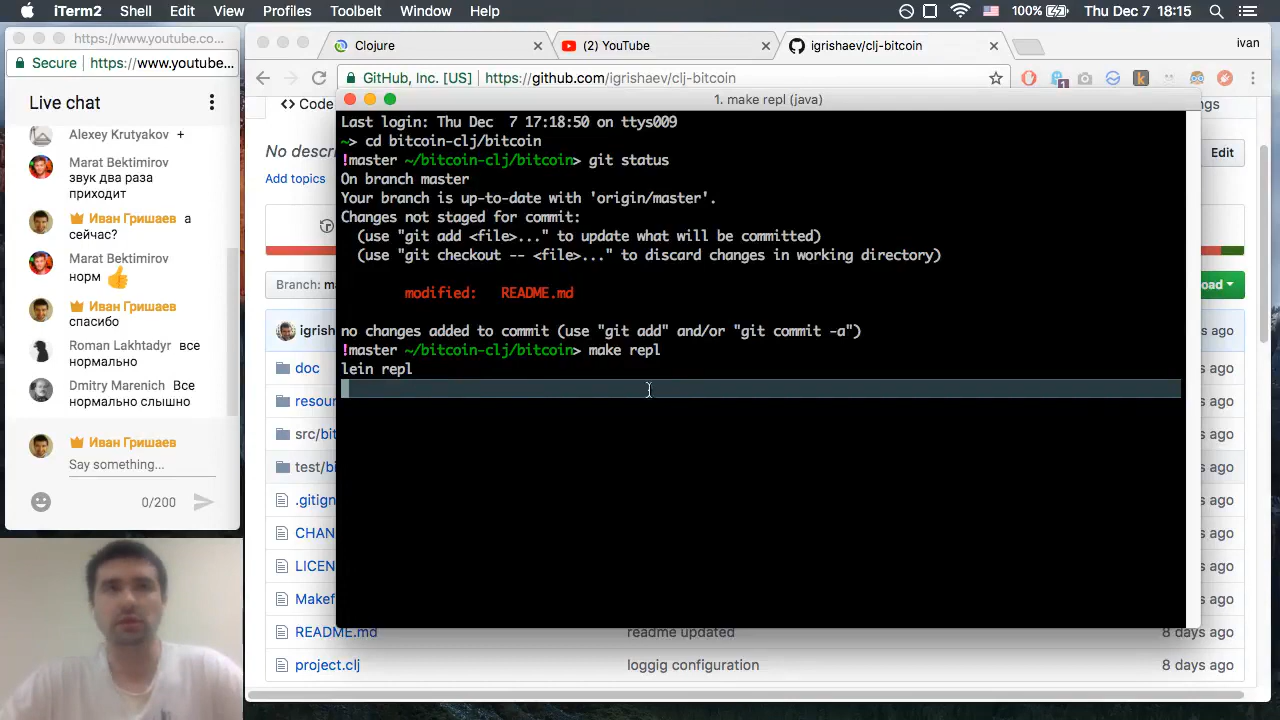 iTerm2 Shell Edit View Profiles Toolbelt Window Help 100% Thu Dec 7 18:15
https://www.youtube.co...
Secure https://www.youtube...
Live chat
Alexey Krutyakov +
Marat Bektimirov
звук два раза
приходит
Иван Гришаев а
сейчас?
Marat Bektimirov
норм
Иван Гришаев
спасибо
Roman Lakhtadyr все
нормально
Dmitry Marenich Все
нормально слышно
Иван Гришаев
Say something...
0/200
Clojure
(2) YouTube
igrishaev/clj-bitcoin
ivan
GitHub, Inc. [US] https://github.com/igrishaev/clj-bitcoin
1
Code
No descr
Edit
Add topics
Branch: ma
igrish
doc
resour
src/bit
test/bi
.gitign
CHAN
LICEN
Makef
README.md readme updated 8 days ago
project.clj loggig configuration 8 days ago
1. make repl (java)
Last login: Thu Dec 7 17:18:50 on ttys009
~> cd bitcoin-clj/bitcoin
!master ~/bitcoin-clj/bitcoin> git status
On branch master
Your branch is up-to-date with 'origin/master'.
Changes not staged for commit:
(use "git add <file>..." to update what will be committed)
(use "git checkout -- <file>..." to discard changes in working directory)
modified: README.md
no changes added to commit (use "git add" and/or "git commit -a")
!master ~/bitcoin-clj/bitcoin> make repl
lein repl